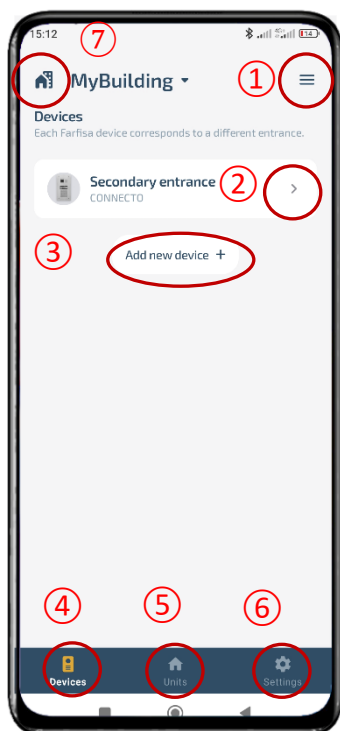 15:12 ⑦ 14
MyBuilding ①
Devices
Each Farfisa device corresponds to a different entrance.
Secondary entrance ②
CONNECTO
③ Add new device +
④ ⑤ ⑥
Devices Units Settings